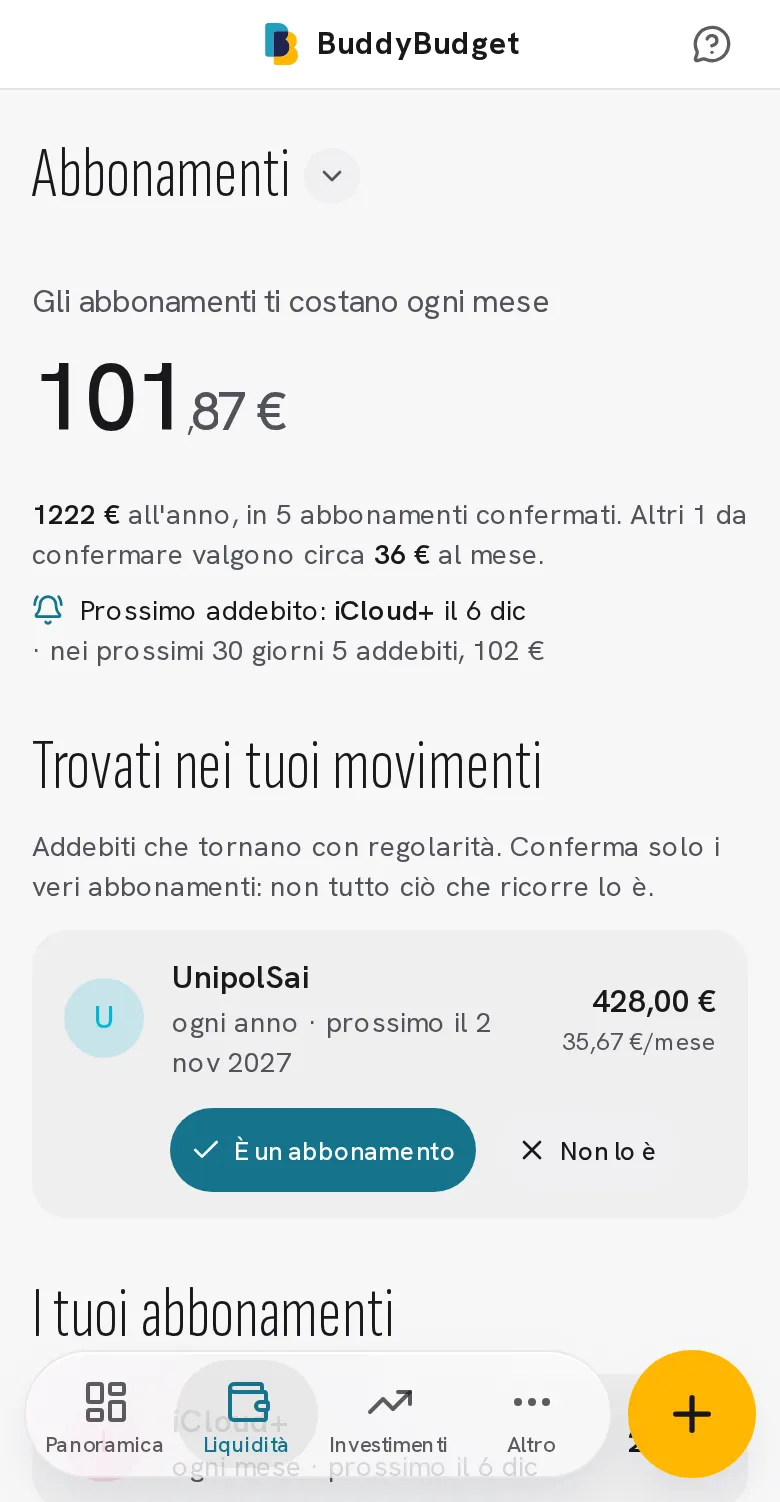 BuddyBudget
Abbonamenti
Gli abbonamenti ti costano ogni mese
101,87 €
1222 € all'anno, in 5 abbonamenti confermati. Altri 1 da
confermare valgono circa 36 € al mese.
Prossimo addebito: iCloud+ il 6 dic
· nei prossimi 30 giorni 5 addebiti, 102 €
Trovati nei tuoi movimenti
Addebiti che tornano con regolarità. Conferma solo i
veri abbonamenti: non tutto ciò che ricorre lo è.
U
UnipolSai
ogni anno · prossimo il 2
nov 2027
428,00 €
35,67 €/mese
È un abbonamento
Non lo è
I tuoi abbonamenti
iCloud+
ogni mese · prossimo il 6 dic
Panoramica
Liquidità
Investimenti
Altro